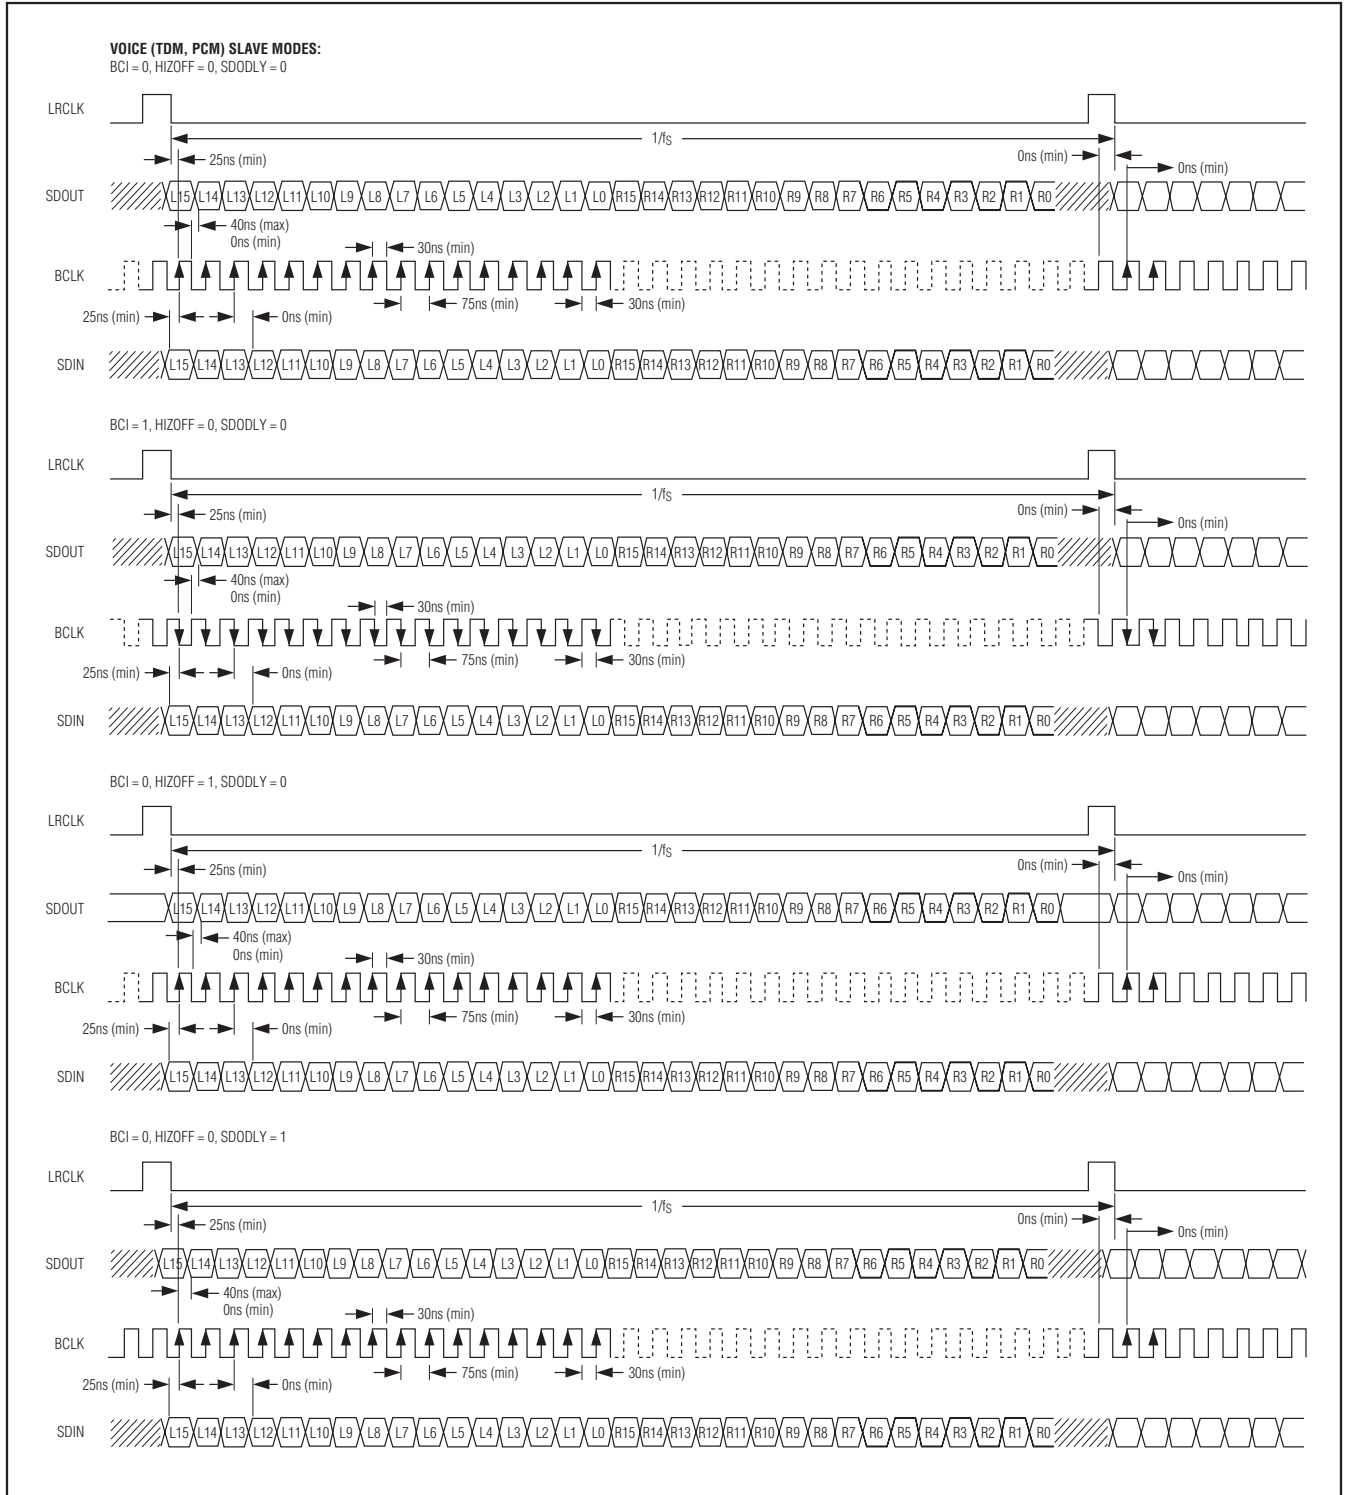 VOICE (TDM, PCM) SLAVE MODES:
BCI = 0, HIZOFF = 0, SDODLY = 0
LRCLK
1/fS
25ns (min) 0ns (min) 0ns (min)
SDOUT L15 L14 L13 L12 L11 L10 L9 L8 L7 L6 L5 L4 L3 L2 L1 L0 R15 R14 R13 R12 R11 R10 R9 R8 R7 R6 R5 R4 R3 R2 R1 R0
40ns (max)
0ns (min) 30ns (min)
BCLK
75ns (min) 30ns (min)
25ns (min) 0ns (min)
SDIN L15 L14 L13 L12 L11 L10 L9 L8 L7 L6 L5 L4 L3 L2 L1 L0 R15 R14 R13 R12 R11 R10 R9 R8 R7 R6 R5 R4 R3 R2 R1 R0
BCI = 1, HIZOFF = 0, SDODLY = 0
LRCLK
1/fS
25ns (min) 0ns (min) 0ns (min)
SDOUT L15 L14 L13 L12 L11 L10 L9 L8 L7 L6 L5 L4 L3 L2 L1 L0 R15 R14 R13 R12 R11 R10 R9 R8 R7 R6 R5 R4 R3 R2 R1 R0
40ns (max)
0ns (min) 30ns (min)
BCLK
75ns (min) 30ns (min)
25ns (min) 0ns (min)
SDIN L15 L14 L13 L12 L11 L10 L9 L8 L7 L6 L5 L4 L3 L2 L1 L0 R15 R14 R13 R12 R11 R10 R9 R8 R7 R6 R5 R4 R3 R2 R1 R0
BCI = 0, HIZOFF = 1, SDODLY = 0
LRCLK
1/fS
25ns (min) 0ns (min) 0ns (min)
SDOUT L15 L14 L13 L12 L11 L10 L9 L8 L7 L6 L5 L4 L3 L2 L1 L0 R15 R14 R13 R12 R11 R10 R9 R8 R7 R6 R5 R4 R3 R2 R1 R0
40ns (max)
0ns (min) 30ns (min)
BCLK
75ns (min) 30ns (min)
25ns (min) 0ns (min)
SDIN L15 L14 L13 L12 L11 L10 L9 L8 L7 L6 L5 L4 L3 L2 L1 L0 R15 R14 R13 R12 R11 R10 R9 R8 R7 R6 R5 R4 R3 R2 R1 R0
BCI = 0, HIZOFF = 0, SDODLY = 1
LRCLK
1/fS
25ns (min) 0ns (min) 0ns (min)
SDOUT L15 L14 L13 L12 L11 L10 L9 L8 L7 L6 L5 L4 L3 L2 L1 L0 R15 R14 R13 R12 R11 R10 R9 R8 R7 R6 R5 R4 R3 R2 R1 R0
40ns (max)
0ns (min) 30ns (min)
BCLK
75ns (min) 30ns (min)
25ns (min) 0ns (min)
SDIN L15 L14 L13 L12 L11 L10 L9 L8 L7 L6 L5 L4 L3 L2 L1 L0 R15 R14 R13 R12 R11 R10 R9 R8 R7 R6 R5 R4 R3 R2 R1 R0